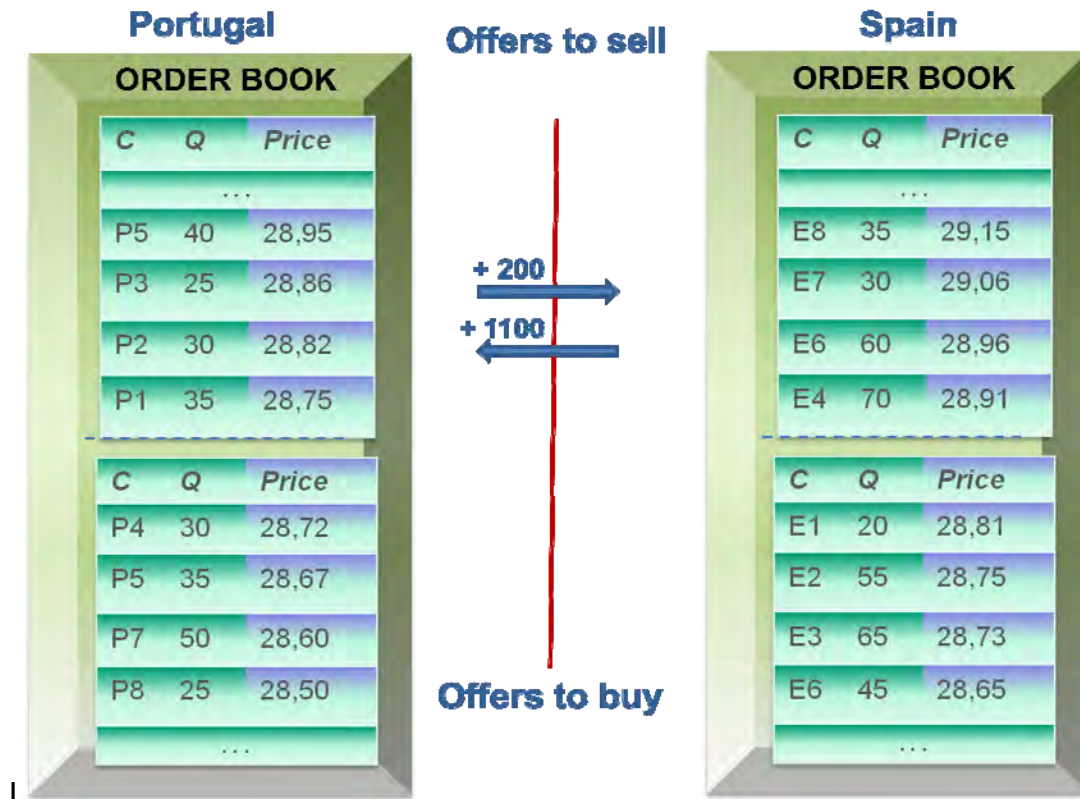 Portugal
Offers to sell
Spain
ORDER BOOK
C Q Price
...
P5 40 28,95
P3 25 28,86
P2 30 28,82
P1 35 28,75
C Q Price
P4 30 28,72
P5 35 28,67
P7 50 28,60
P8 25 28,50
...
+ 200
+ 1100
Offers to buy
ORDER BOOK
C Q Price
...
E8 35 29,15
E7 30 29,06
E6 60 28,96
E4 70 28,91
C Q Price
E1 20 28,81
E2 55 28,75
E3 65 28,73
E6 45 28,65
...